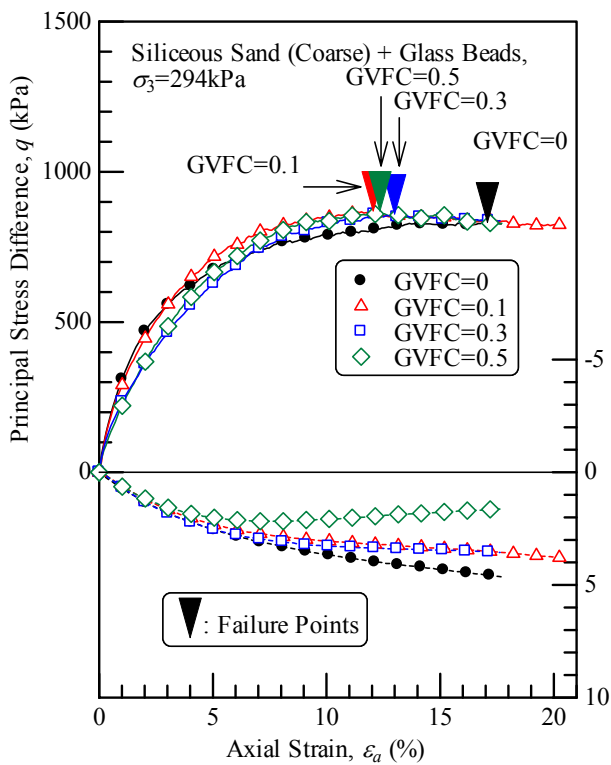 1500
Siliceous Sand (Coarse) + Glass Beads,
σ3=294kPa
GVFC=0.5
GVFC=0.3
GVFC=0
GVFC=0.1
1000
500
0
Principal Stress Difference, q (kPa)
GVFC=0
GVFC=0.1
GVFC=0.3
GVFC=0.5
-5
0
5
10
: Failure Points
0 5 10 15 20
Axial Strain, εa (%)